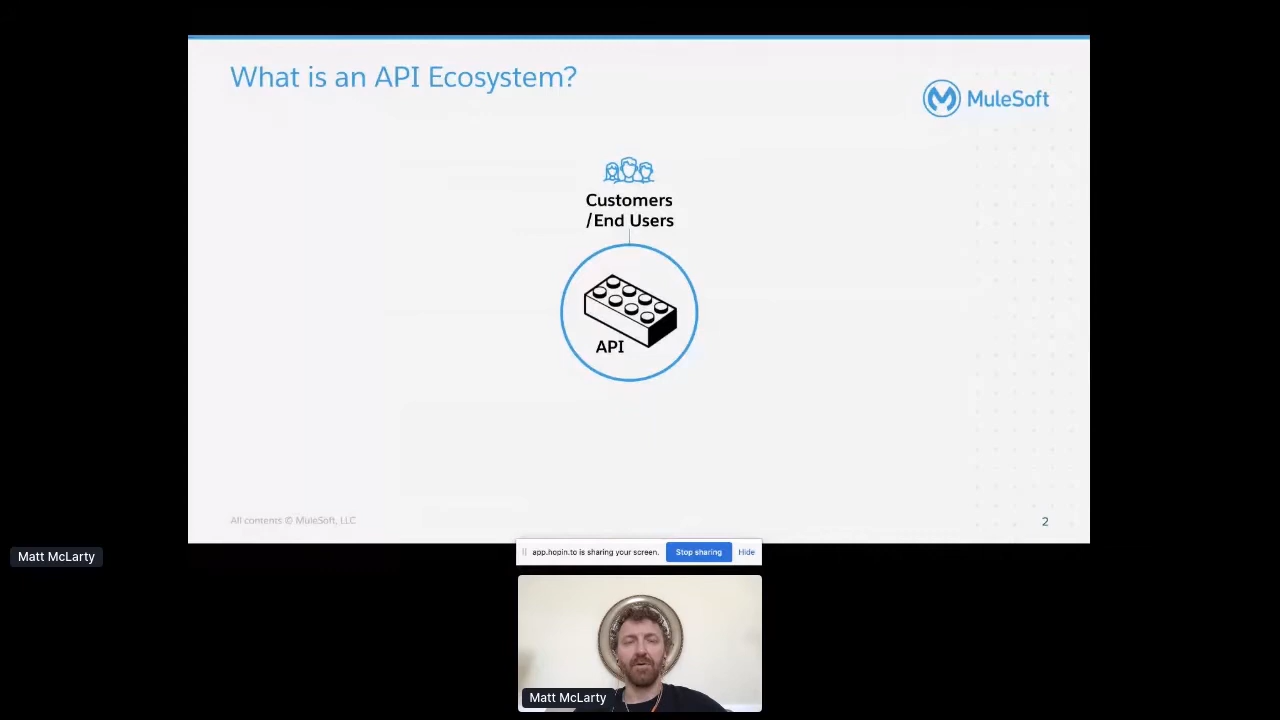 What is an API Ecosystem?
MuleSoft
Customers
/End Users
API
All contents © MuleSoft, LLC
2
Matt McLarty
app.hopin.to is sharing your screen.
Stop sharing
Hide
Matt McLarty